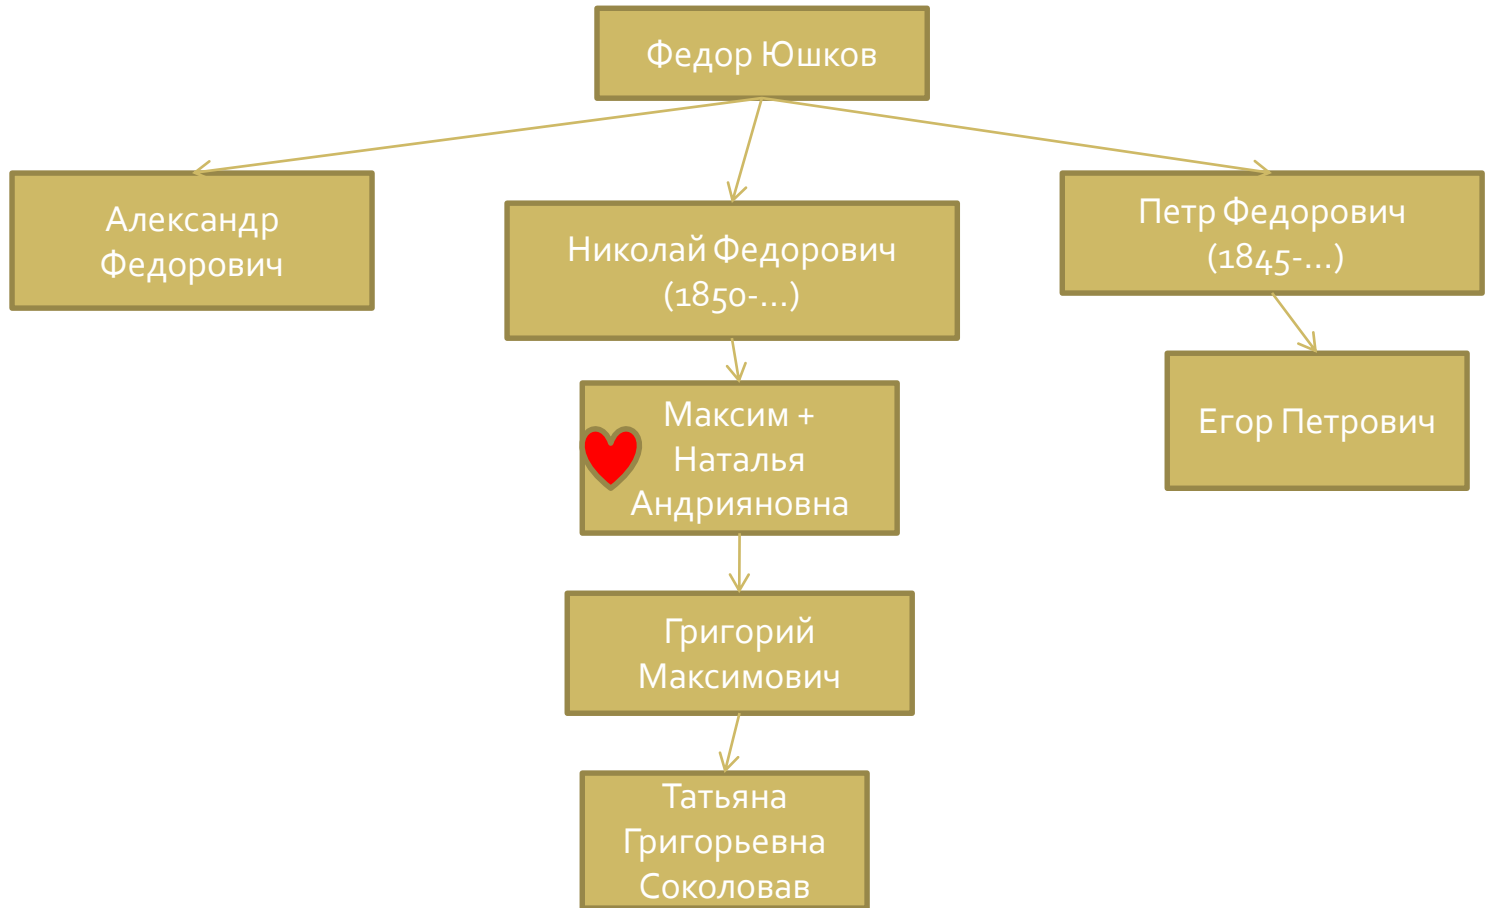 Федор Юшков
Александр
Федорович
Николай Федорович
(1850-...)
Петр Федорович
(1845-...)
Максим +
Наталья
Андрияновна
Егор Петрович
Григорий
Максимович
Татьяна
Григорьевна
Соколовав